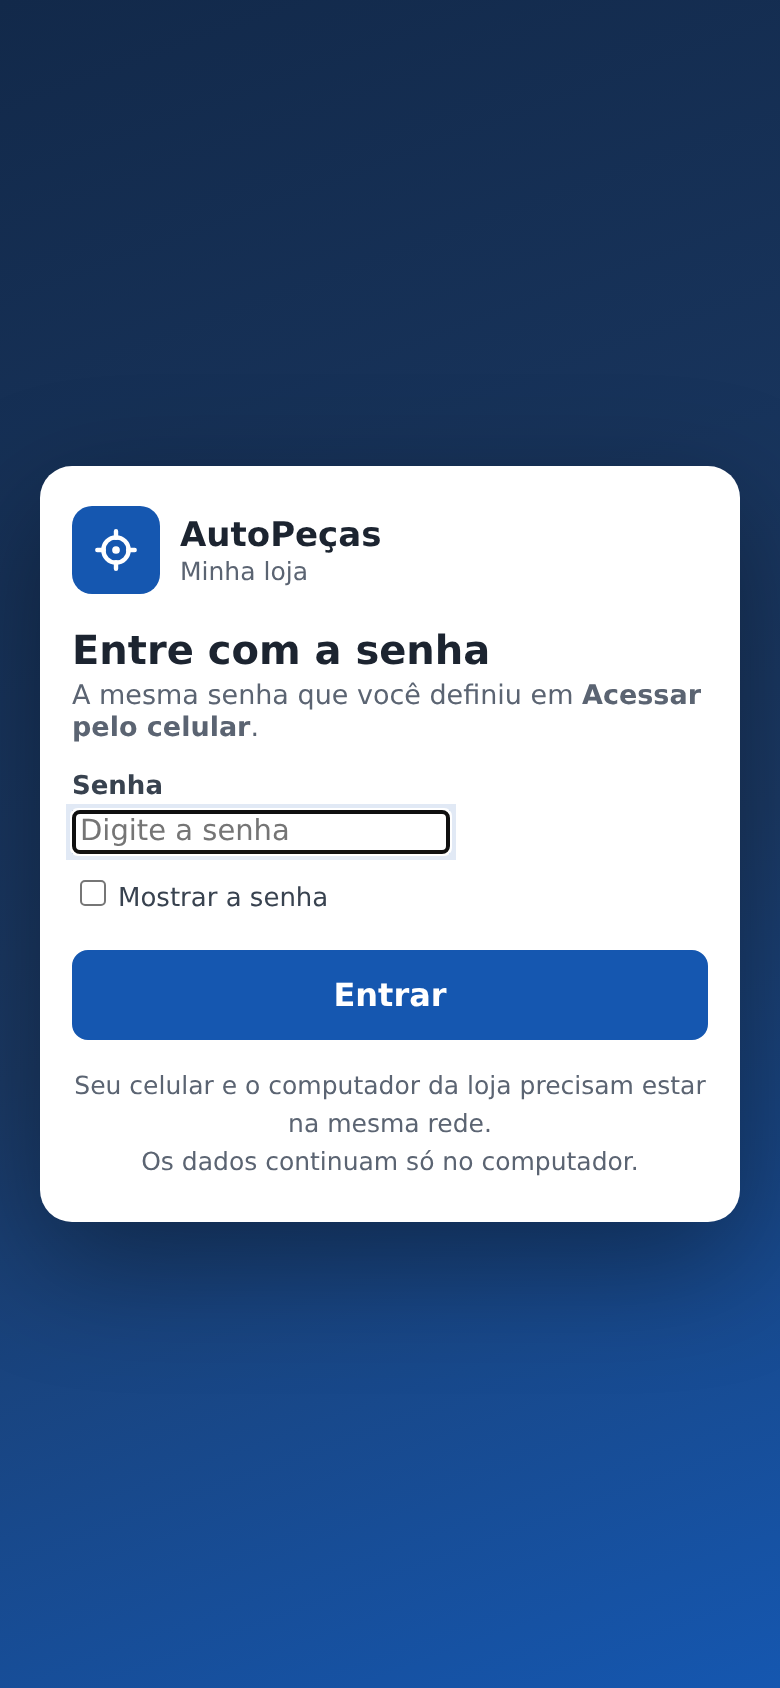 AutoPeças
Minha loja
Entre com a senha
A mesma senha que você definiu em Acessar
pelo celular.
Senha
Digite a senha
Mostrar a senha
Entrar
Seu celular e o computador da loja precisam estar
na mesma rede.
Os dados continuam só no computador.